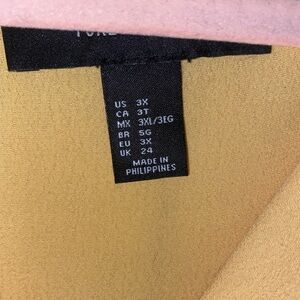 US 3X
CA 3T
MX 3XL/3EG
BR 5G
EU 3X
UK 24
MADE IN
PHILIPPINES